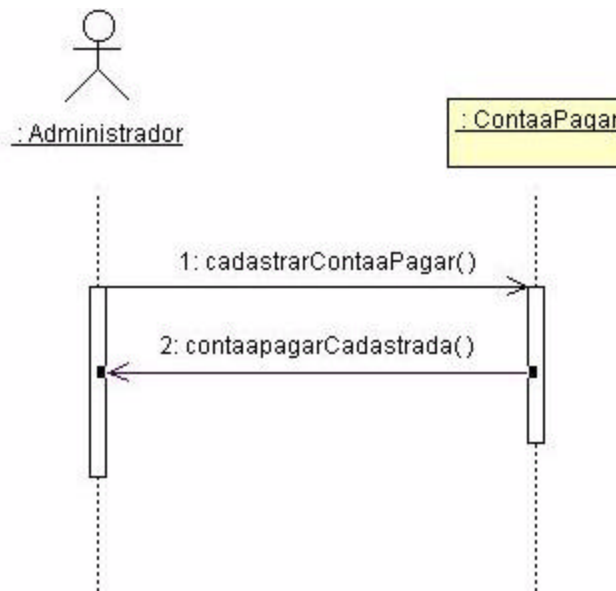 : Administrador
: ContaaPagar
1: cadastrarContaaPagar()
2: contaapagarCadastrada()